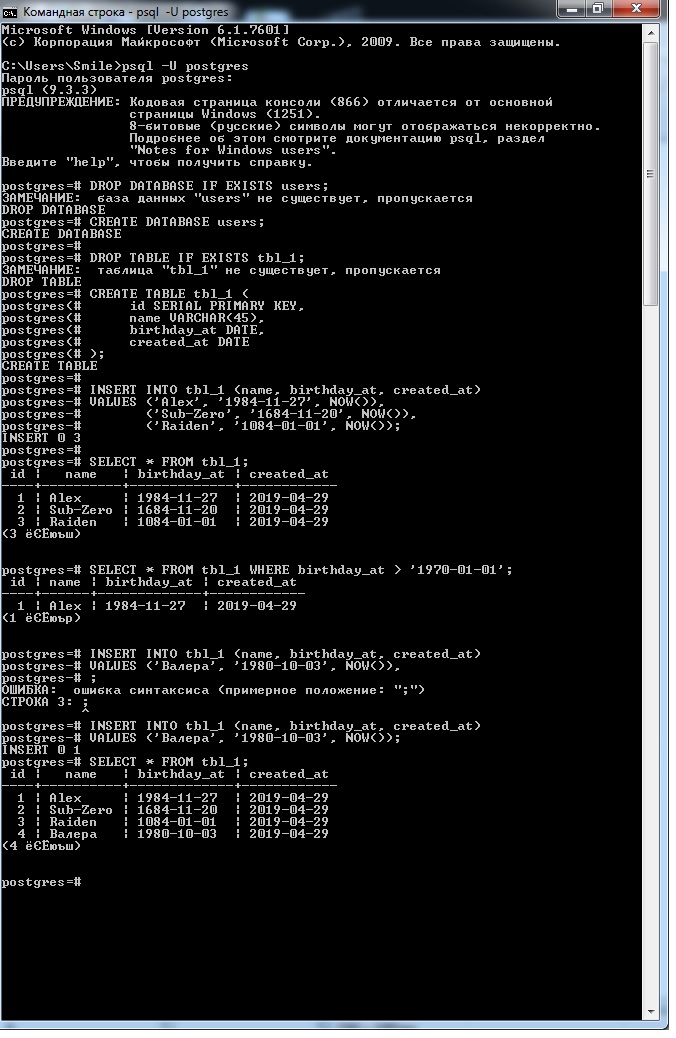 Командная строка - psql -U postgres
Microsoft Windows [Version 6.1.7601]
(c) Корпорация Майкрософт (Microsoft Corp.), 2009. Все права защищены.
C:\Users\Smile>psql -U postgres
Пароль пользователя postgres:
psql (9.3.3)
ПРЕДУПРЕЖДЕНИЕ: Кодовая страница консоли (866) отличается от основной
страницы Windows (1251).
8-битовые (русские) символы могут отображаться некорректно.
Подробнее об этом смотрите документацию psql, раздел
"Notes for Windows users".
Введите "help", чтобы получить справку.
postgres=# DROP DATABASE IF EXISTS users;
ЗАМЕЧАНИЕ:  база данных "users" не существует, пропускается
DROP DATABASE
postgres=# CREATE DATABASE users;
CREATE DATABASE
postgres=#
postgres=# DROP TABLE IF EXISTS tbl_1;
ЗАМЕЧАНИЕ:  таблица "tbl_1" не существует, пропускается
DROP TABLE
postgres=# CREATE TABLE tbl_1 (
postgres(#      id SERIAL PRIMARY KEY,
postgres(#      name VARCHAR(45),
postgres(#      birthday_at DATE,
postgres(#      created_at DATE
postgres(# );
CREATE TABLE
postgres=#
postgres=# INSERT INTO tbl_1 (name, birthday_at, created_at)
postgres-# VALUES ('Alex', '1984-11-27', NOW()),
postgres-#        ('Sub-Zero', '1684-11-20', NOW()),
postgres-#        ('Raiden', '1084-01-01', NOW());
INSERT 0 3
postgres=#
postgres=# SELECT * FROM tbl_1;
 id ¦   name   ¦ birthday_at ¦ created_at
----+----------+-------------+------------
  1 ¦ Alex     ¦ 1984-11-27  ¦ 2019-04-29
  2 ¦ Sub-Zero ¦ 1684-11-20  ¦ 2019-04-29
  3 ¦ Raiden   ¦ 1084-01-01  ¦ 2019-04-29
(3 ёЄЁюъш)
postgres=# SELECT * FROM tbl_1 WHERE birthday_at > '1970-01-01';
 id ¦ name ¦ birthday_at ¦ created_at
----+------+-------------+------------
  1 ¦ Alex ¦ 1984-11-27  ¦ 2019-04-29
(1 ёЄЁюър)
postgres=# INSERT INTO tbl_1 (name, birthday_at, created_at)
postgres-# VALUES ('Валера', '1980-10-03', NOW()),
postgres-# ;
ОШИБКА:  ошибка синтаксиса (примерное положение: ";")
СТРОКА 3: ;
          ^
postgres=# INSERT INTO tbl_1 (name, birthday_at, created_at)
postgres-# VALUES ('Валера', '1980-10-03', NOW());
INSERT 0 1
postgres=# SELECT * FROM tbl_1;
 id ¦   name   ¦ birthday_at ¦ created_at
----+----------+-------------+------------
  1 ¦ Alex     ¦ 1984-11-27  ¦ 2019-04-29
  2 ¦ Sub-Zero ¦ 1684-11-20  ¦ 2019-04-29
  3 ¦ Raiden   ¦ 1084-01-01  ¦ 2019-04-29
  4 ¦ Валера   ¦ 1980-10-03  ¦ 2019-04-29
(4 ёЄЁюъш)
postgres=#